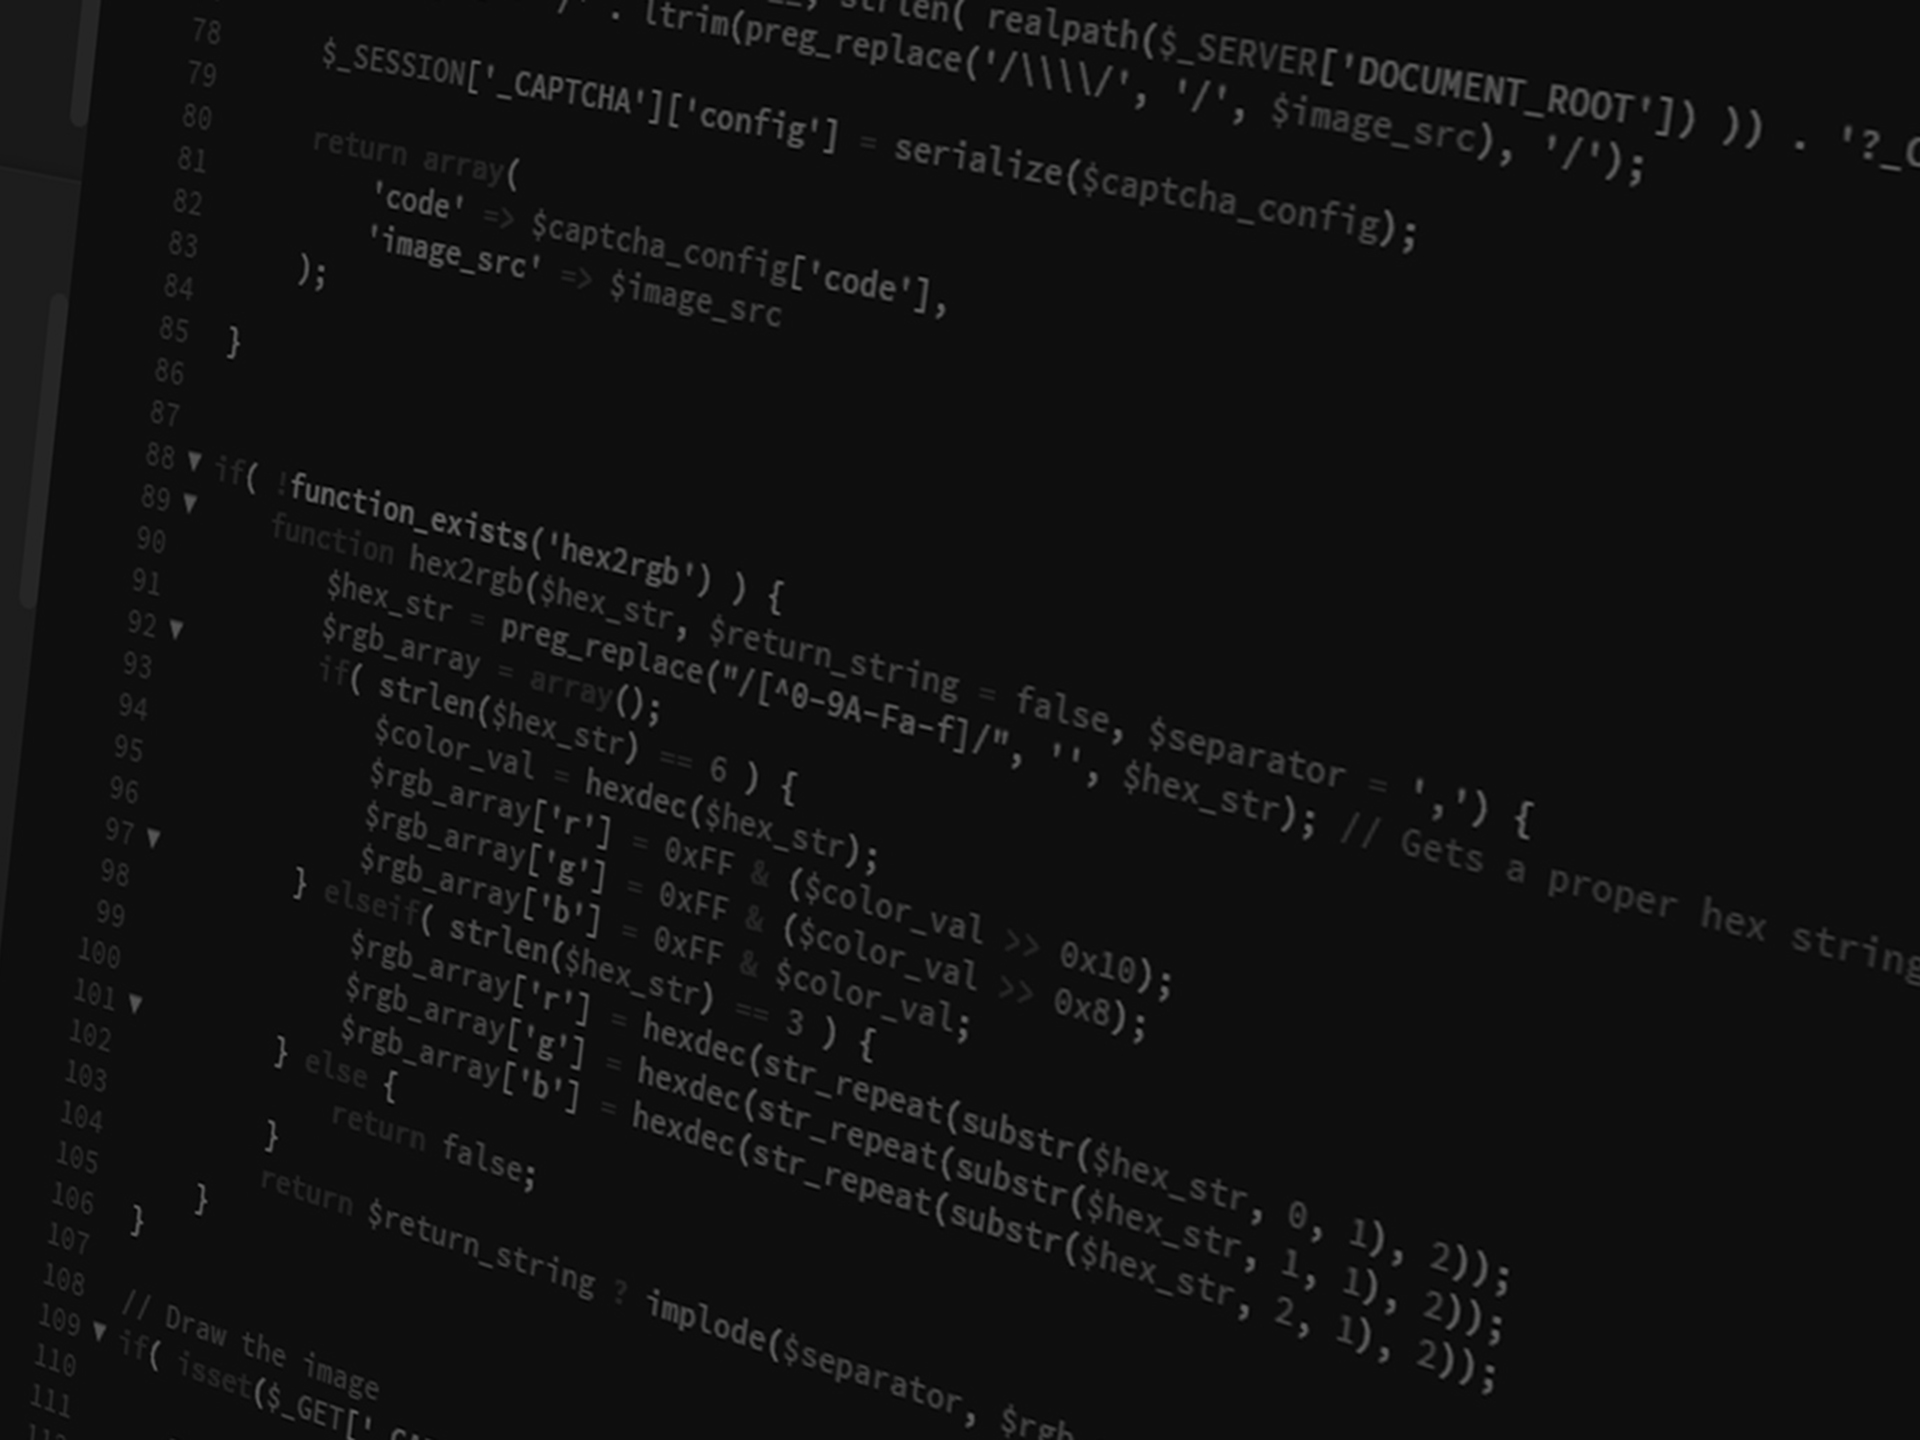 strlen( realpath($_SERVER['DOCUMENT_ROOT']) )) . '?_C
78 /' . ltrim(preg_replace('/\\\\/', '/', $image_src), '/');
79 $_SESSION['_CAPTCHA']['config'] = serialize($captcha_config);
80
81 return array(
82 'code' => $captcha_config['code'],
83 'image_src' => $image_src
84 );
85 }
86
87
88 if( !function_exists('hex2rgb') ) {
89 function hex2rgb($hex_str, $return_string = false, $separator = ',') {
90 $hex_str = preg_replace("/[^0-9A-Fa-f]/", '', $hex_str); // Gets a proper hex string
91 $rgb_array = array();
92 if( strlen($hex_str) == 6 ) {
93 $color_val = hexdec($hex_str);
94 $rgb_array['r'] = 0xFF & ($color_val >> 0x10);
95 $rgb_array['g'] = 0xFF & ($color_val >> 0x8);
96 $rgb_array['b'] = 0xFF & $color_val;
97 } elseif( strlen($hex_str) == 3 ) {
98 $rgb_array['r'] = hexdec(str_repeat(substr($hex_str, 0, 1), 2));
99 $rgb_array['g'] = hexdec(str_repeat(substr($hex_str, 1, 1), 2));
100 $rgb_array['b'] = hexdec(str_repeat(substr($hex_str, 2, 1), 2));
101 } else {
102 return false;
103 }
104 return $return_string ? implode($separator, $rgb
105 }
106 }
107
108 // Draw the image
109 if( isset($_GET['
110
111